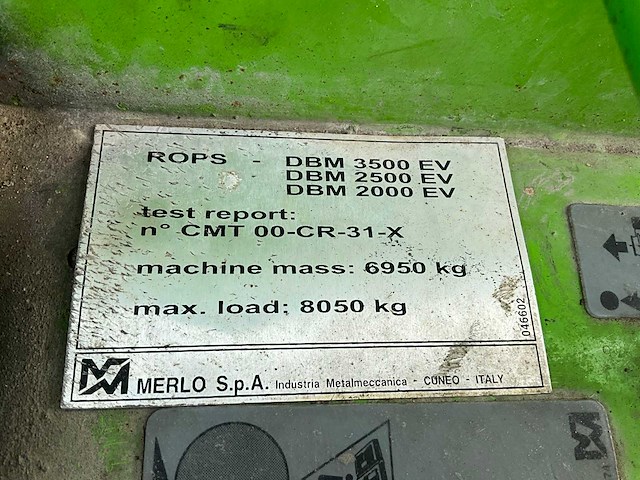 ROPS - DBM 3500 EV
DBM 2500 EV
DBM 2000 EV
test report:
n° CMT 00-CR-31-X
machine mass: 6950 kg
max. load: 8050 kg
046602
MERLO S.p.A. Industria Metalmeccanica - CUNEO - ITALY